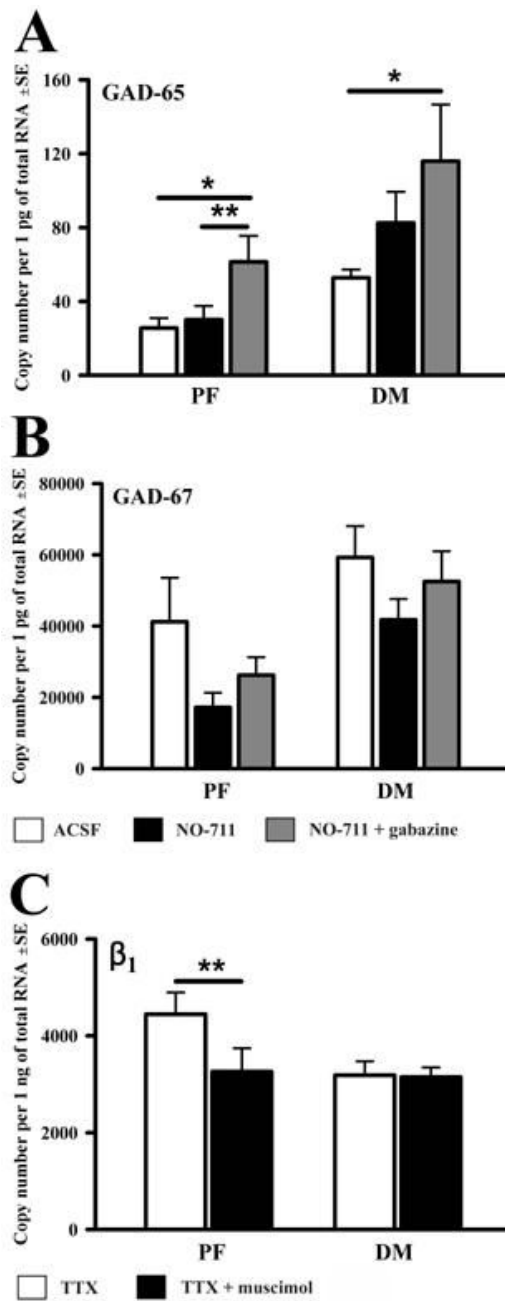 A
GAD-65
Copy number per 1 pg of total RNA ±SE
160
120
80
40
0
*
**
*
PF DM
B
GAD-67
Copy number per 1 pg of total RNA ±SE
80000
60000
40000
20000
0
PF DM
ACSF NO-711 NO-711 + gabazine
C
β1
Copy number per 1 ng of total RNA ±SE
6000
4000
2000
0
**
PF DM
TTX TTX + muscimol